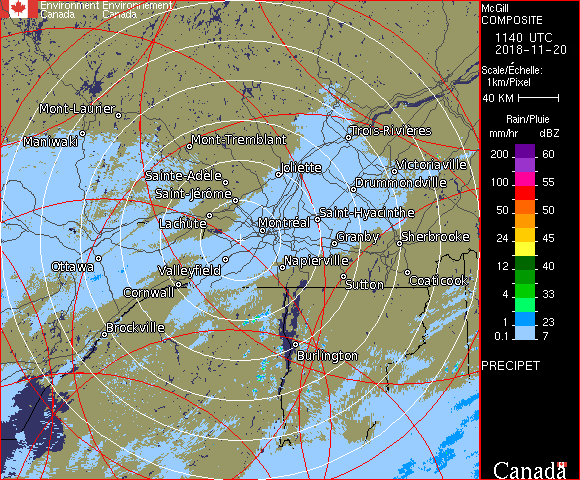 Environment Environnement
Canada Canada
McGill
COMPOSITE
1140 UTC
2018-11-20
Scale/Échelle:
1km/Pixel
40 KM
Rain/Pluie
mm/hr dBZ
200 60
100 55
50 50
24 45
12 40
4 33
1 23
0.1 7
PRECIPET
Canada
Mont-Laurier
Maniwaki
Mont-Tremblant
Trois-Rivières
Sainte-Adèle
Joliette
Victoriaville
Saint-Jérôme
Drummondville
Lachute
Montréal
Saint-Hyacinthe
Granby
Sherbrooke
Ottawa
Valleyfield
Napierville
Cornwall
Sutton
Coaticook
Brockville
Burlington